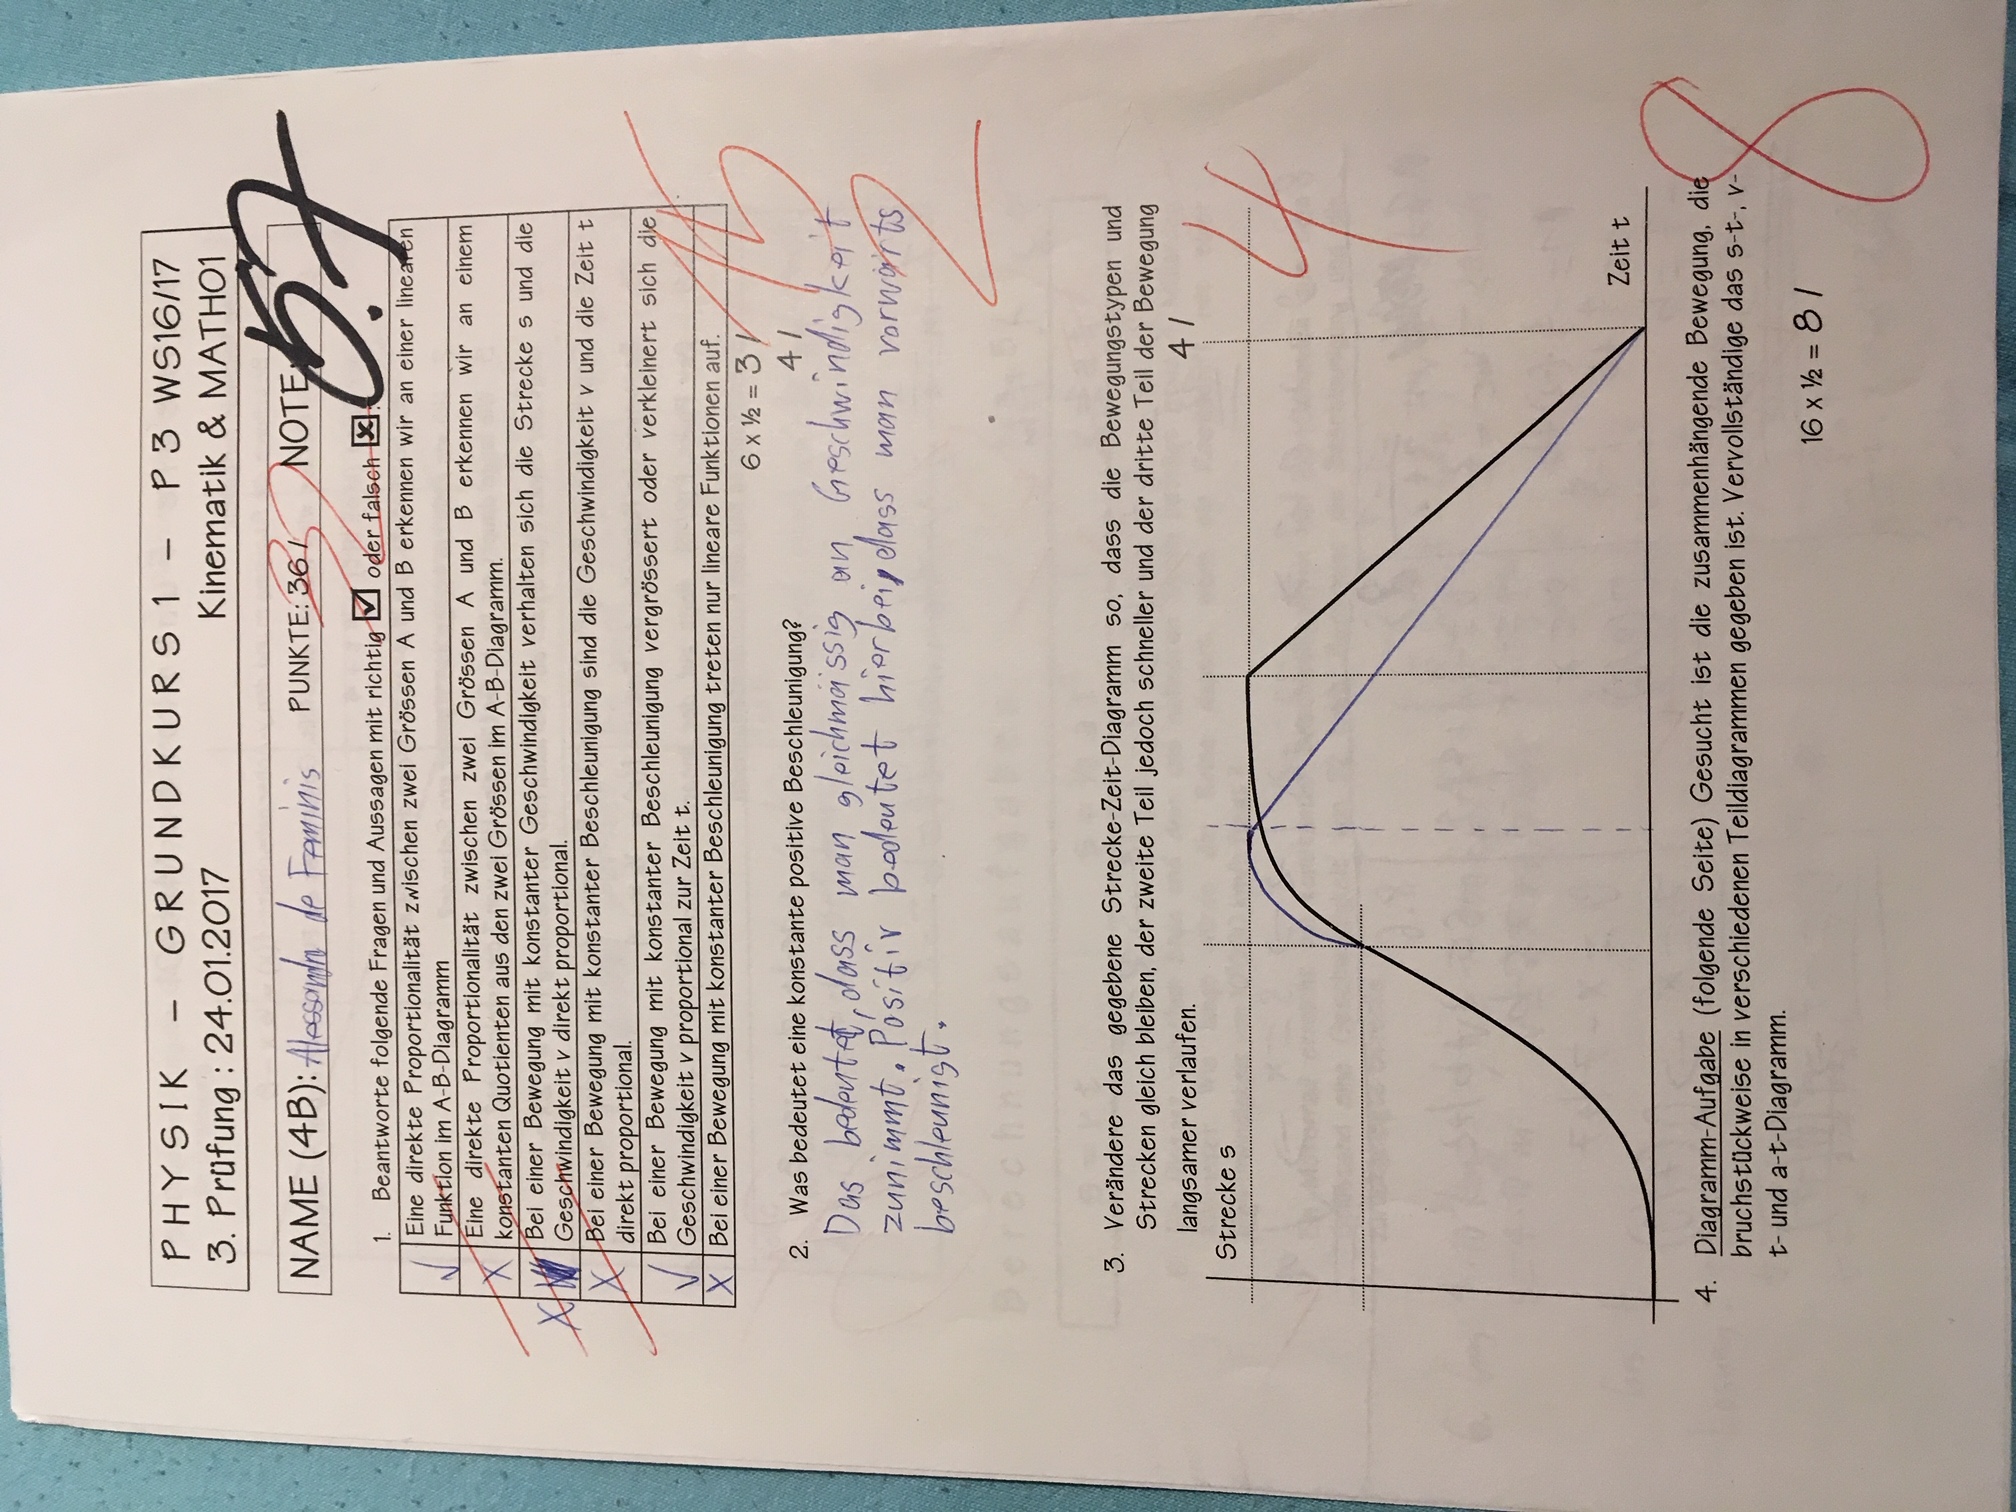 PHYSIK – GRUNDKURS 1 – P3 WS16/17
3. Prüfung : 24.01.2017 Kinematik & MATH01
NAME (4B): Alessandro de Feminis PUNKTE: 36 / 32 NOTE: 5.7
1. Beantworte folgende Fragen und Aussagen mit richtig ☑ oder falsch ☒.
✓ Eine direkte Proportionalität zwischen zwei Grössen A und B erkennen wir an einer linearen
Funktion im A-B-Diagramm
X Eine direkte Proportionalität zwischen zwei Grössen A und B erkennen wir an einem
konstanten Quotienten aus den zwei Grössen im A-B-Diagramm.
X Bei einer Bewegung mit konstanter Geschwindigkeit verhalten sich die Strecke s und die
Geschwindigkeit v direkt proportional.
X Bei einer Bewegung mit konstanter Beschleunigung sind die Geschwindigkeit v und die Zeit t
direkt proportional.
✓ Bei einer Bewegung mit konstanter Beschleunigung vergrössert oder verkleinert sich die
Geschwindigkeit v proportional zur Zeit t.
X Bei einer Bewegung mit konstanter Beschleunigung treten nur lineare Funktionen auf.
6 x ½ = 3 / 15
2. Was bedeutet eine konstante positive Beschleunigung? 4 /
Das bedeutet, dass man gleichmässig an Geschwindigkeit
zunimmt. Positiv bedeutet hierbei, dass man vorwärts
beschleunigt.
2
3. Verändere das gegebene Strecke-Zeit-Diagramm so, dass die Bewegungstypen und
Strecken gleich bleiben, der zweite Teil jedoch schneller und der dritte Teil der Bewegung
langsamer verlaufen. 4 /
4
Strecke s
Zeit t
4. Diagramm-Aufgabe (folgende Seite) Gesucht ist die zusammenhängende Bewegung, die
bruchstückweise in verschiedenen Teildiagrammen gegeben ist. Vervollständige das s-t-, v-
t- und a-t-Diagramm.
16 x ½ = 8 / 8